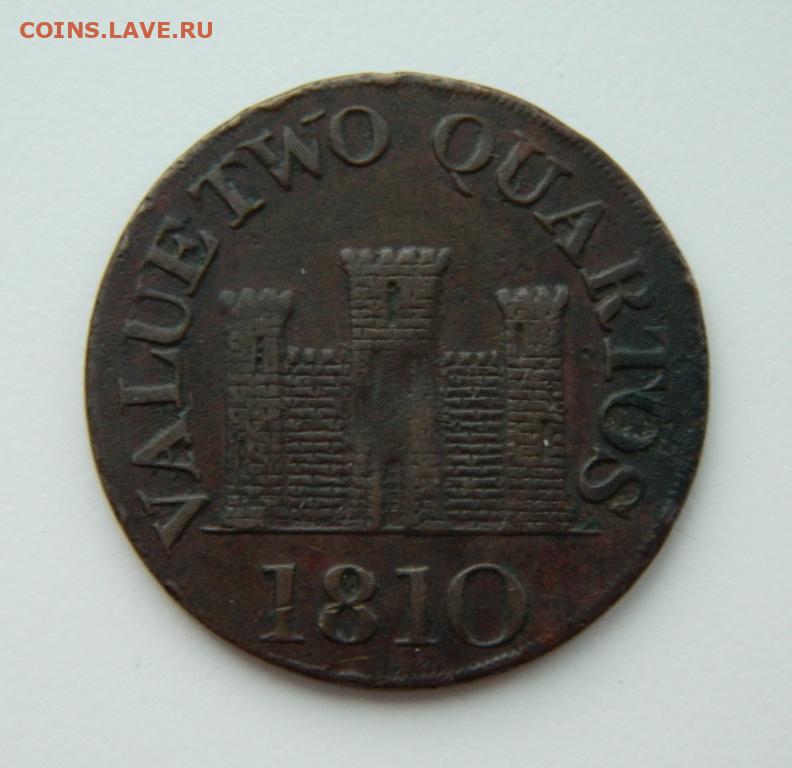 COINS.LAVE.RU
VALUE TWO QUARTOS
1810